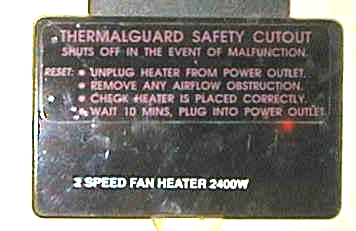 THERMALGUARD SAFETY CUTOUT
SHUTS OFF IN THE EVENT OF MALFUNCTION.
RESET: • UNPLUG HEATER FROM POWER OUTLET.
• REMOVE ANY AIRFLOW OBSTRUCTION.
• CHECK HEATER IS PLACED CORRECTLY.
• WAIT 10 MINS, PLUG INTO POWER OUTLET
2 SPEED FAN HEATER 2400W